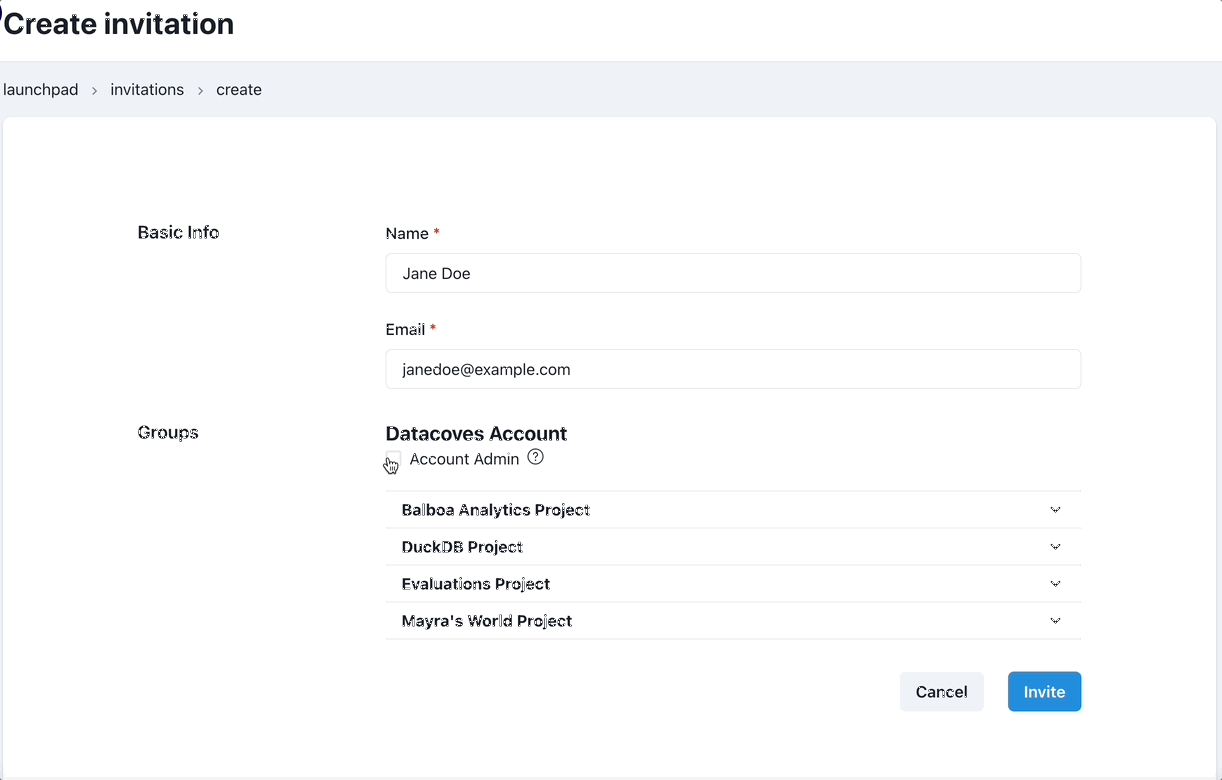 Create invitation
launchpad > invitations > create
Basic Info
Name *
Jane Doe
Email *
janedoe@example.com
Groups
Datacoves Account
Account Admin ?
Balboa Analytics Project
DuckDB Project
Evaluations Project
Mayra's World Project
Cancel
Invite